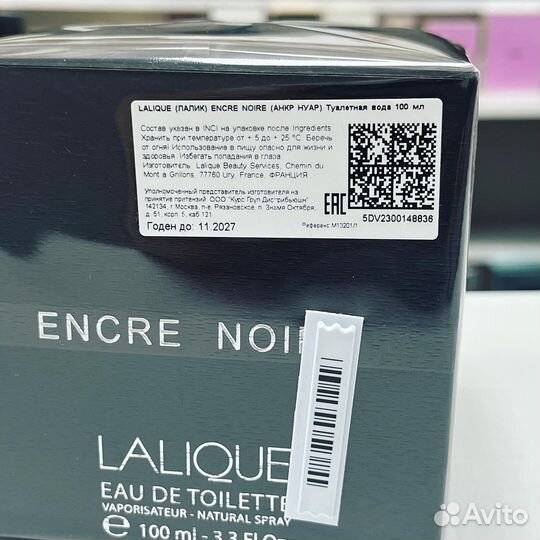 LALIQUE (ЛАЛИК) ENCRE NOIRE (АНКР НУАР) Туалетная вода 100 мл
Состав указан в INCI на упаковке после Ingredients
Хранить при температуре от + 5 до + 25 °С. Беречь
от огня! Использование в пищу опасно для жизни и
здоровья. Избегать попадания в глаза.
Изготовитель: Lalique Beauty Services, Chemin du
Mont a Grillons, 77760 Ury, France, ФРАНЦИЯ
Уполномоченный представитель изготовителя на
принятие претензий: ООО "Курс Груп Дистрибьюшн"
142134, г Москва, п-е. Рязановское, п. Знамя Октября,
д. 51, корп 5, каб 121
Годен до: 11.2027
EAC
5DV2300148836
Референс M13201/1
ENCRE NOI
LALIQUE
EAU DE TOILETTE
VAPORISATEUR - NATURAL SPRAY
e 100 ml - 3.3 FL
Avito